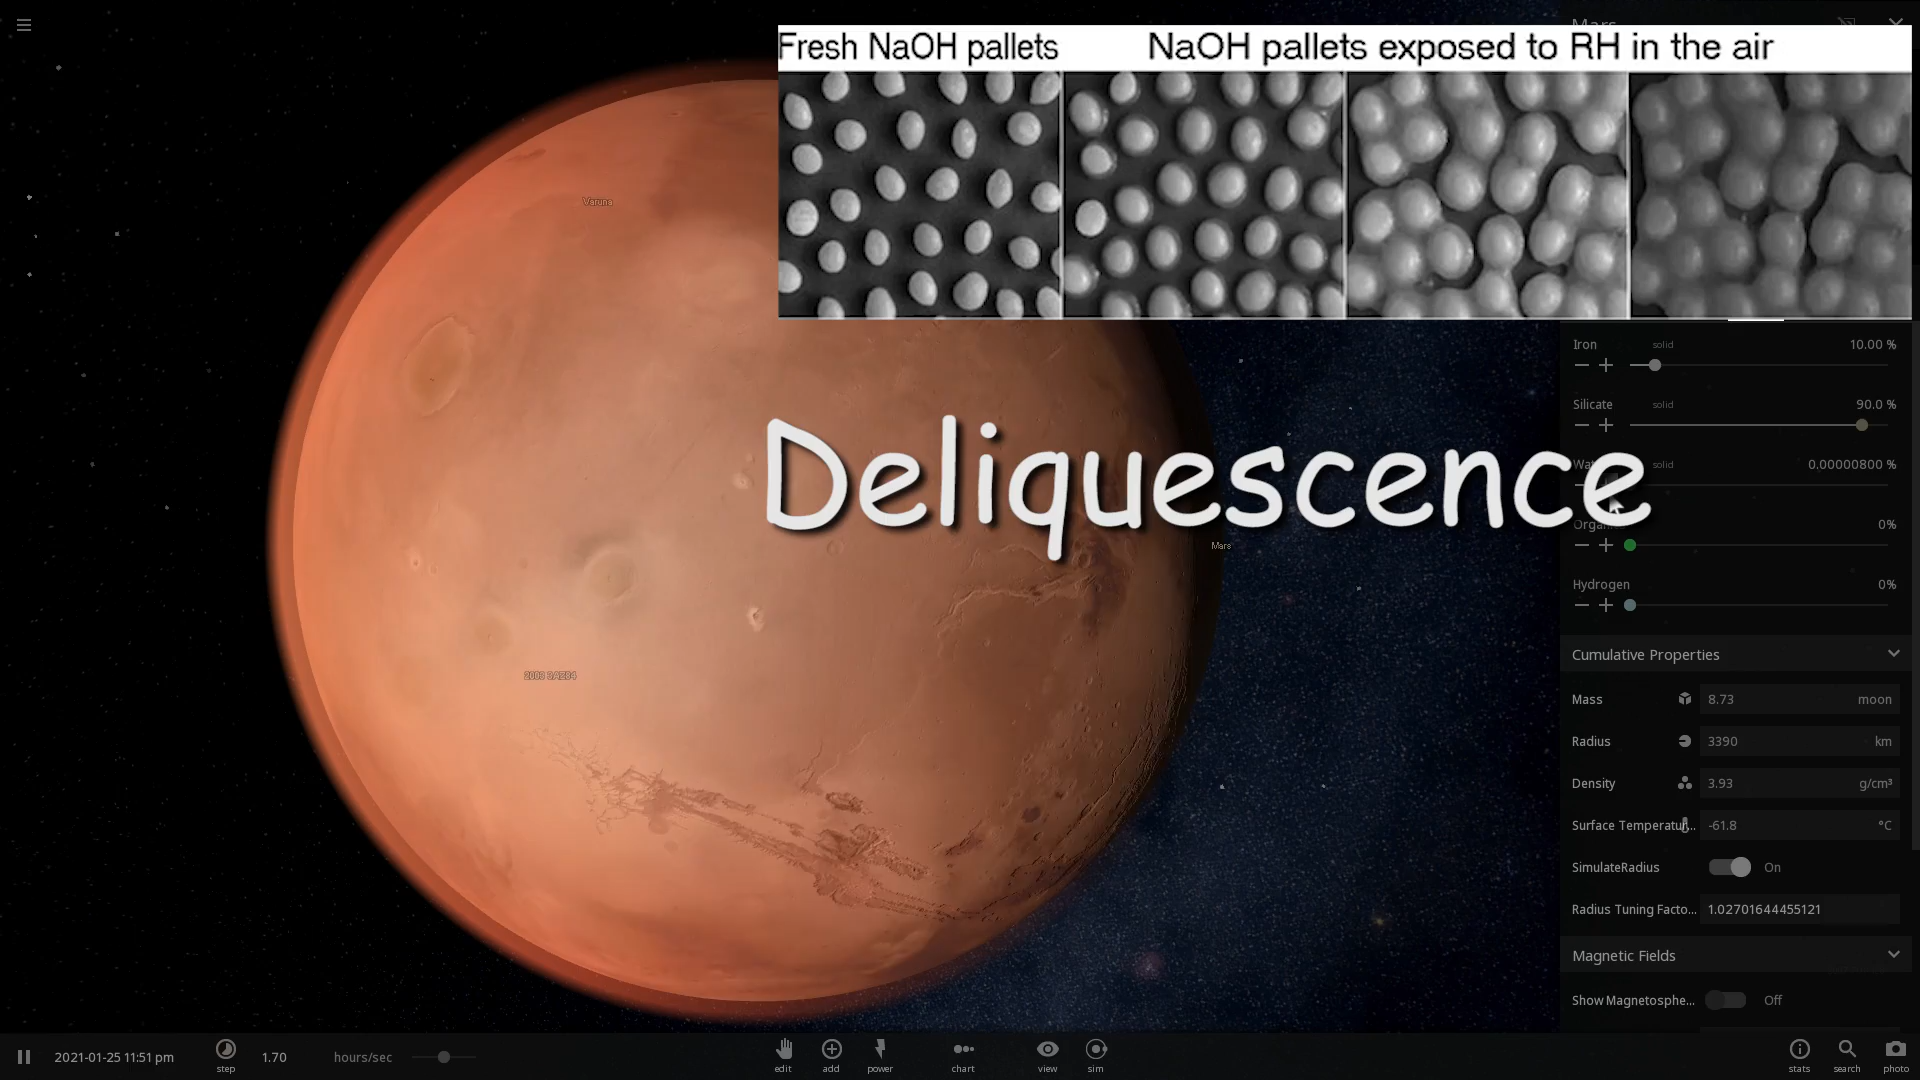 Mars
Fresh NaOH pallets
NaOH pallets exposed to RH in the air
Varuna
Iron solid 10.00 %
Silicate solid 90.0 %
solid 0.00000800 %
Deliquescence
0%
Mars
Hydrogen 0%
Cumulative Properties
Mass 8.73 moon
Radius 3390 km
Density 3.93 g/cm³
Surface Temperatur... -61.8 °C
SimulateRadius On
Radius Tuning Facto... 1.02701644455121
Magnetic Fields
Show Magnetosphe... Off
2021-01-25 11:51 pm
step
1.70 hours/sec
edit
add
power
chart
view
sim
stats
search
photo